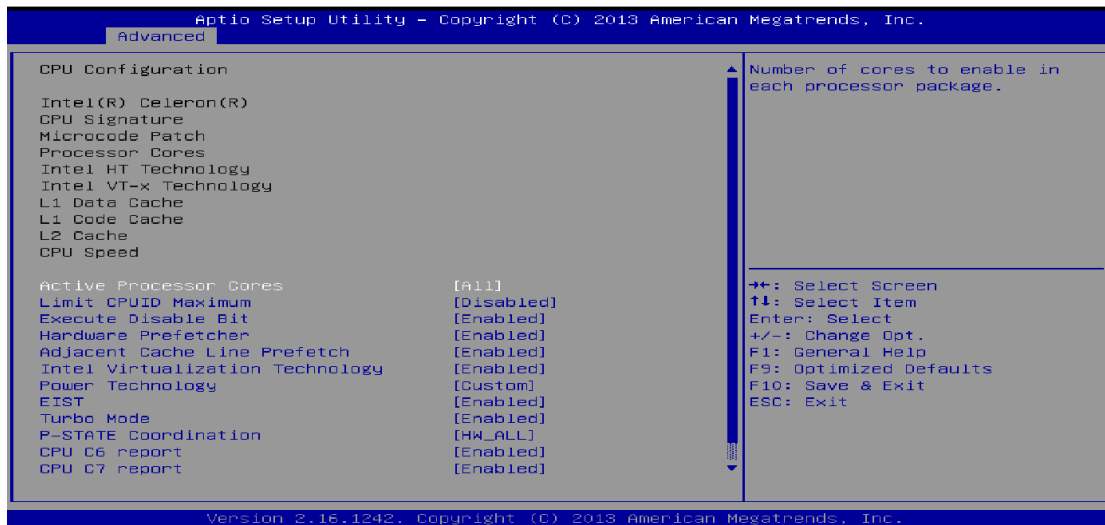 Aptio Setup Utility – Copyright (C) 2013 American Megatrends, Inc.
Advanced
CPU Configuration
Intel(R) Celeron(R)
CPU Signature
Microcode Patch
Processor Cores
Intel HT Technology
Intel VT-x Technology
L1 Data Cache
L1 Code Cache
L2 Cache
CPU Speed
Active Processor Cores [All]
Limit CPUID Maximum [Disabled]
Execute Disable Bit [Enabled]
Hardware Prefetcher [Enabled]
Adjacent Cache Line Prefetch [Enabled]
Intel Virtualization Technology [Enabled]
Power Technology [Custom]
EIST [Enabled]
Turbo Mode [Enabled]
P-STATE Coordination [HW_ALL]
CPU C6 report [Enabled]
CPU C7 report [Enabled]
Number of cores to enable in
each processor package.
→←: Select Screen
↑↓: Select Item
Enter: Select
+/-: Change Opt.
F1: General Help
F9: Optimized Defaults
F10: Save & Exit
ESC: Exit
Version 2.16.1242. Copyright (C) 2013 American Megatrends, Inc.